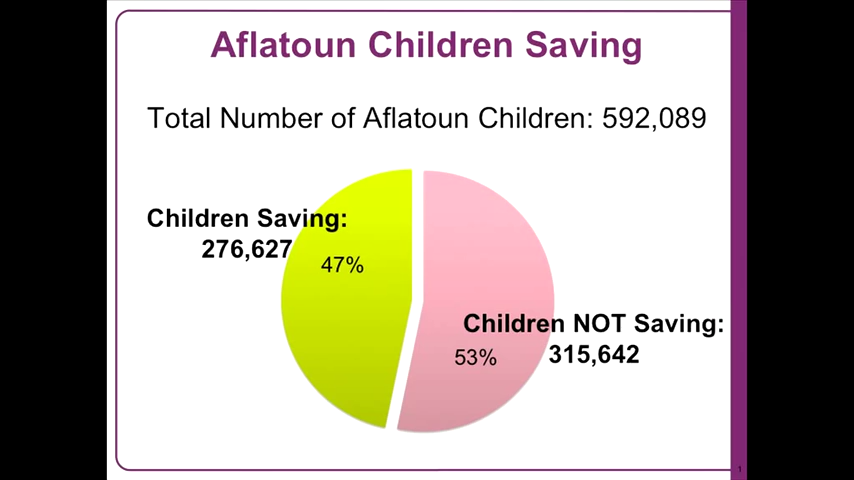 Aflatoun Children Saving
Total Number of Aflatoun Children: 592,089
Children Saving:
276,627
47%
Children NOT Saving:
315,642
53%
1